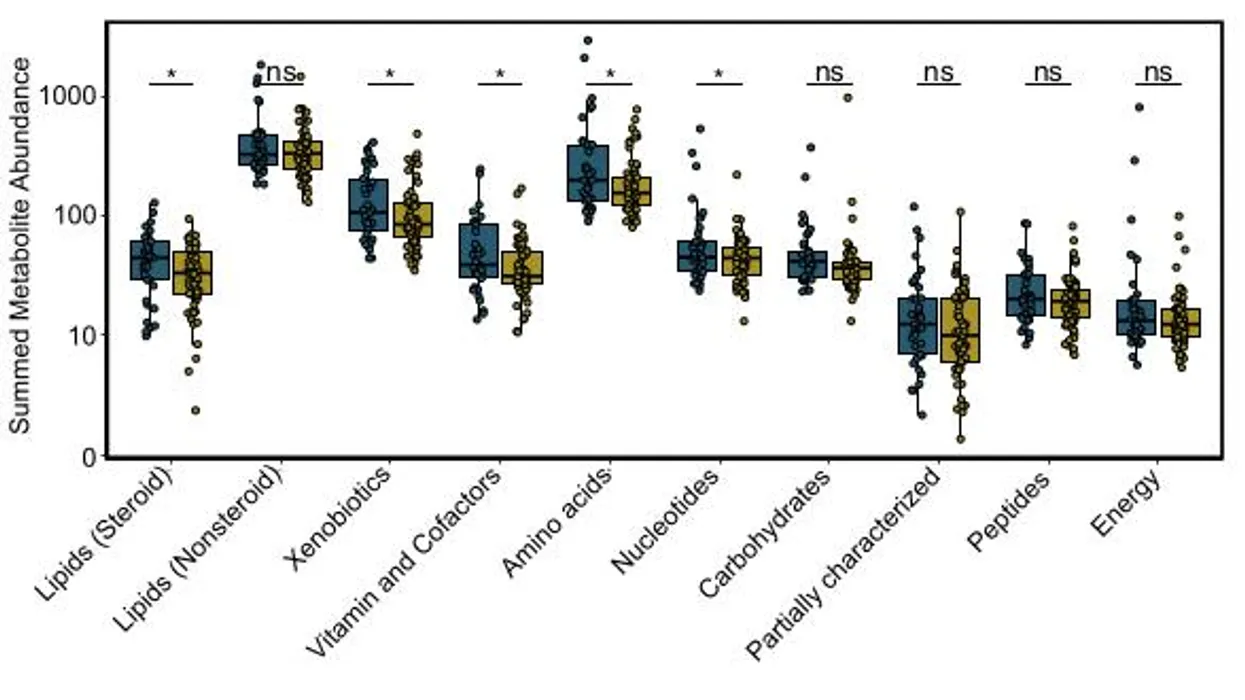 Summed Metabolite Abundance
1000
100
10
0
*
ns
*
*
*
*
ns
ns
ns
ns
Lipids (Steroid)
Lipids (Nonsteroid)
Xenobiotics
Vitamin and Cofactors
Amino acids
Nucleotides
Carbohydrates
Partially characterized
Peptides
Energy